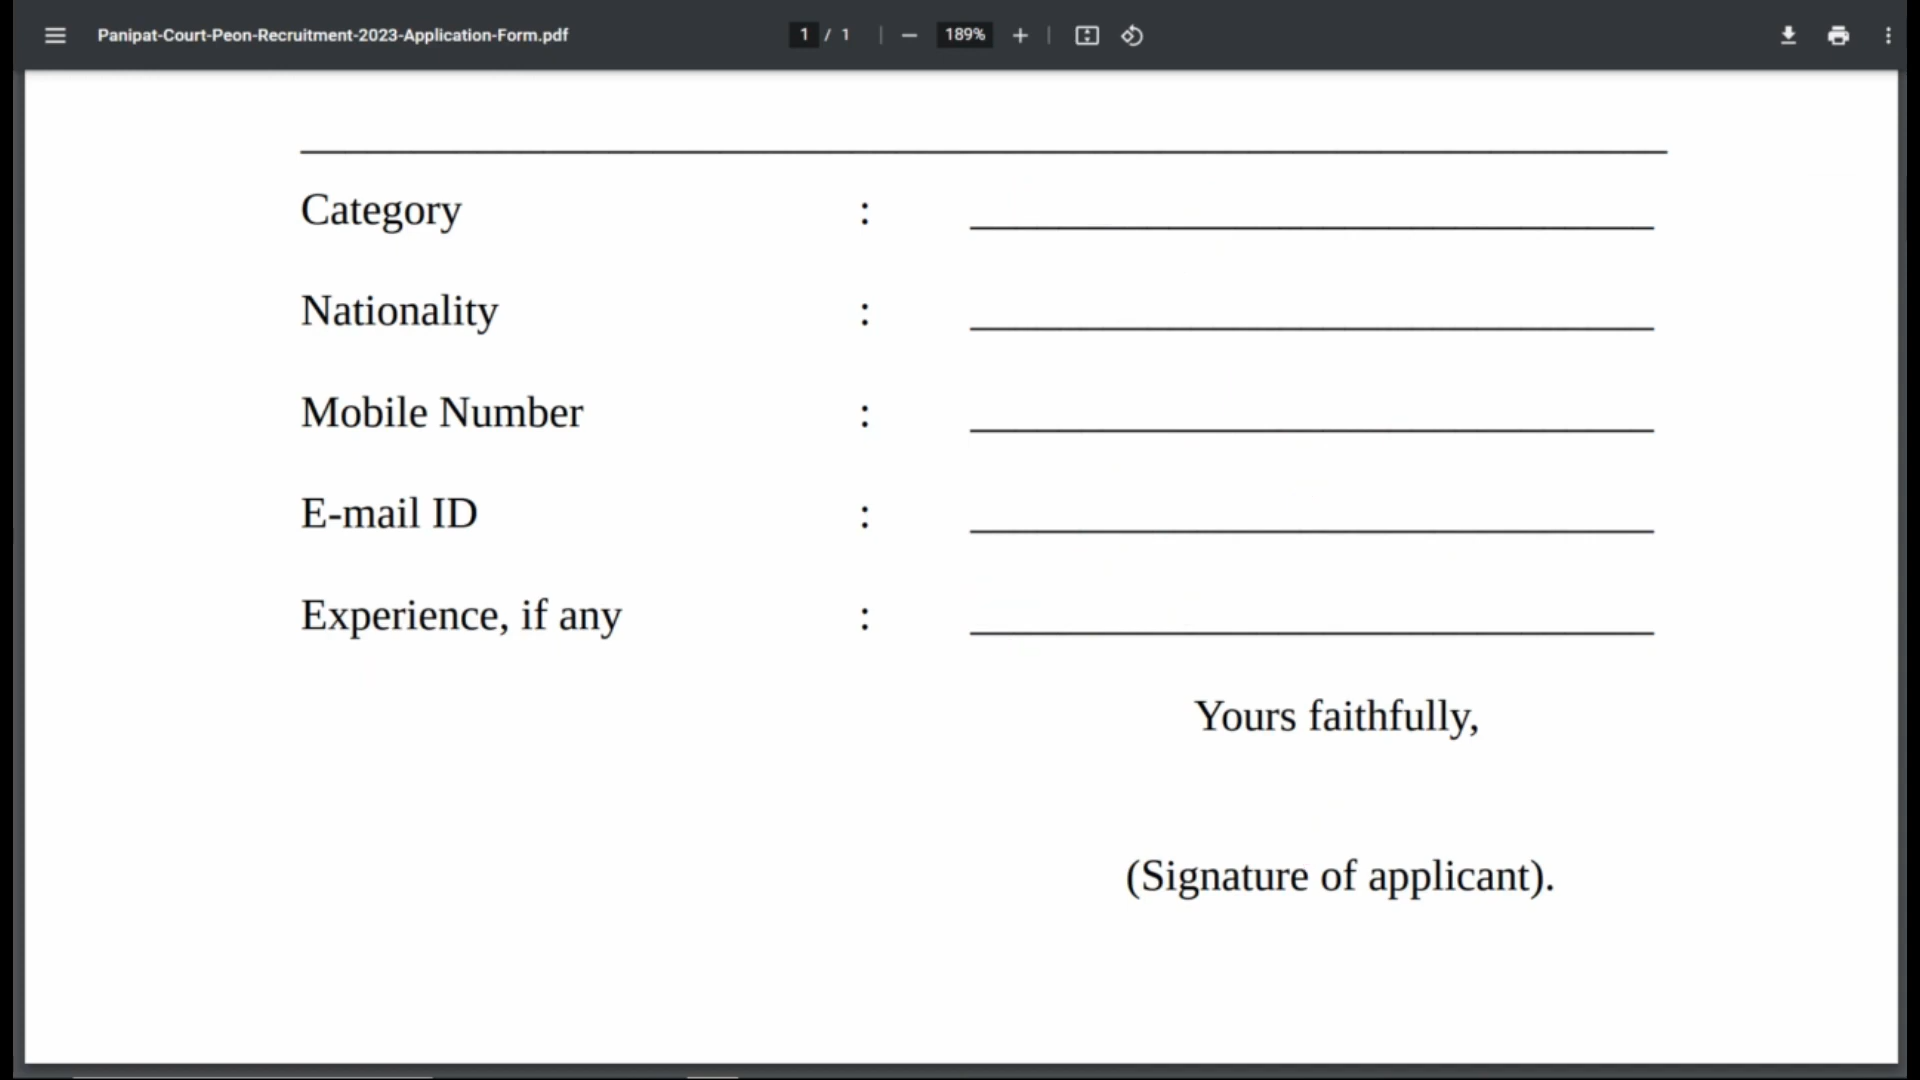 Panipat-Court-Peon-Recruitment-2023-Application-Form.pdf 1 / 1 189%
Category :
Nationality :
Mobile Number :
E-mail ID :
Experience, if any :
Yours faithfully,
(Signature of applicant).